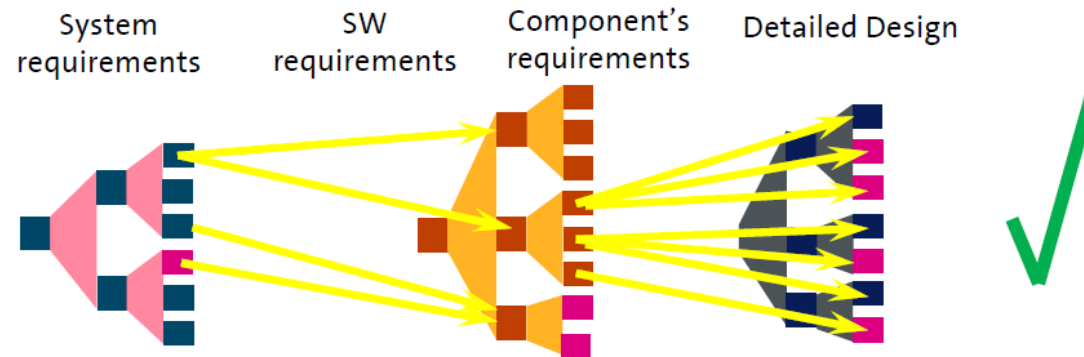 System
requirements
SW
requirements
Component's
requirements
Detailed Design